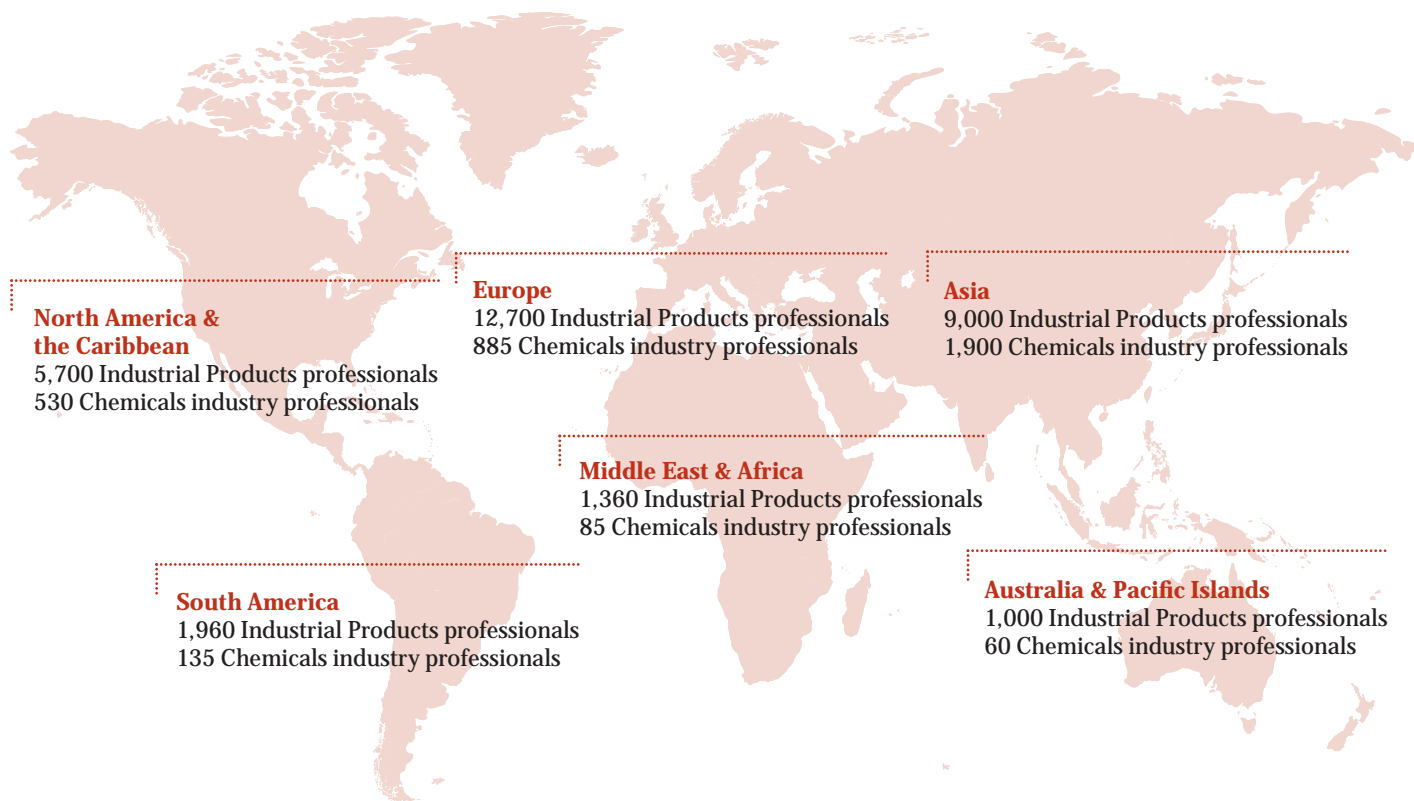 North America &
the Caribbean
5,700 Industrial Products professionals
530 Chemicals industry professionals
Europe
12,700 Industrial Products professionals
885 Chemicals industry professionals
Asia
9,000 Industrial Products professionals
1,900 Chemicals industry professionals
Middle East & Africa
1,360 Industrial Products professionals
85 Chemicals industry professionals
South America
1,960 Industrial Products professionals
135 Chemicals industry professionals
Australia & Pacific Islands
1,000 Industrial Products professionals
60 Chemicals industry professionals